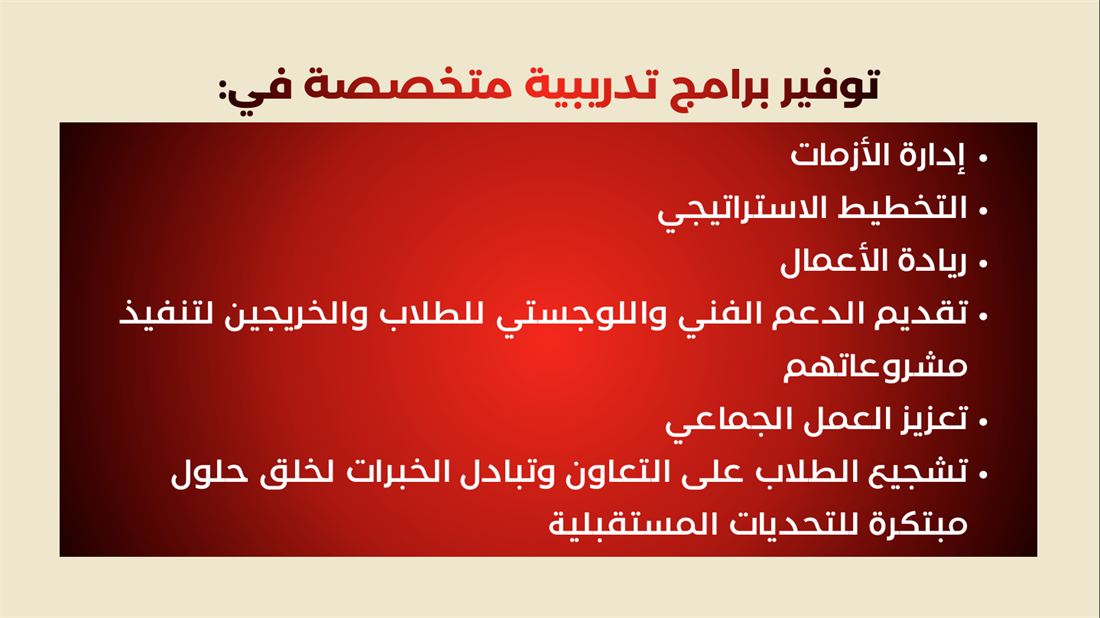 توفير برامج تدريبية متخصصة في:
• إدارة الأزمات
• التخطيط الاستراتيجي
• ريادة الأعمال
• تقديم الدعم الفني واللوجستي للطلاب والخريجين لتنفيذ
مشروعاتهم
• تعزيز العمل الجماعي
• تشجيع الطلاب على التعاون وتبادل الخبرات لخلق حلول
مبتكرة للتحديات المستقبلية